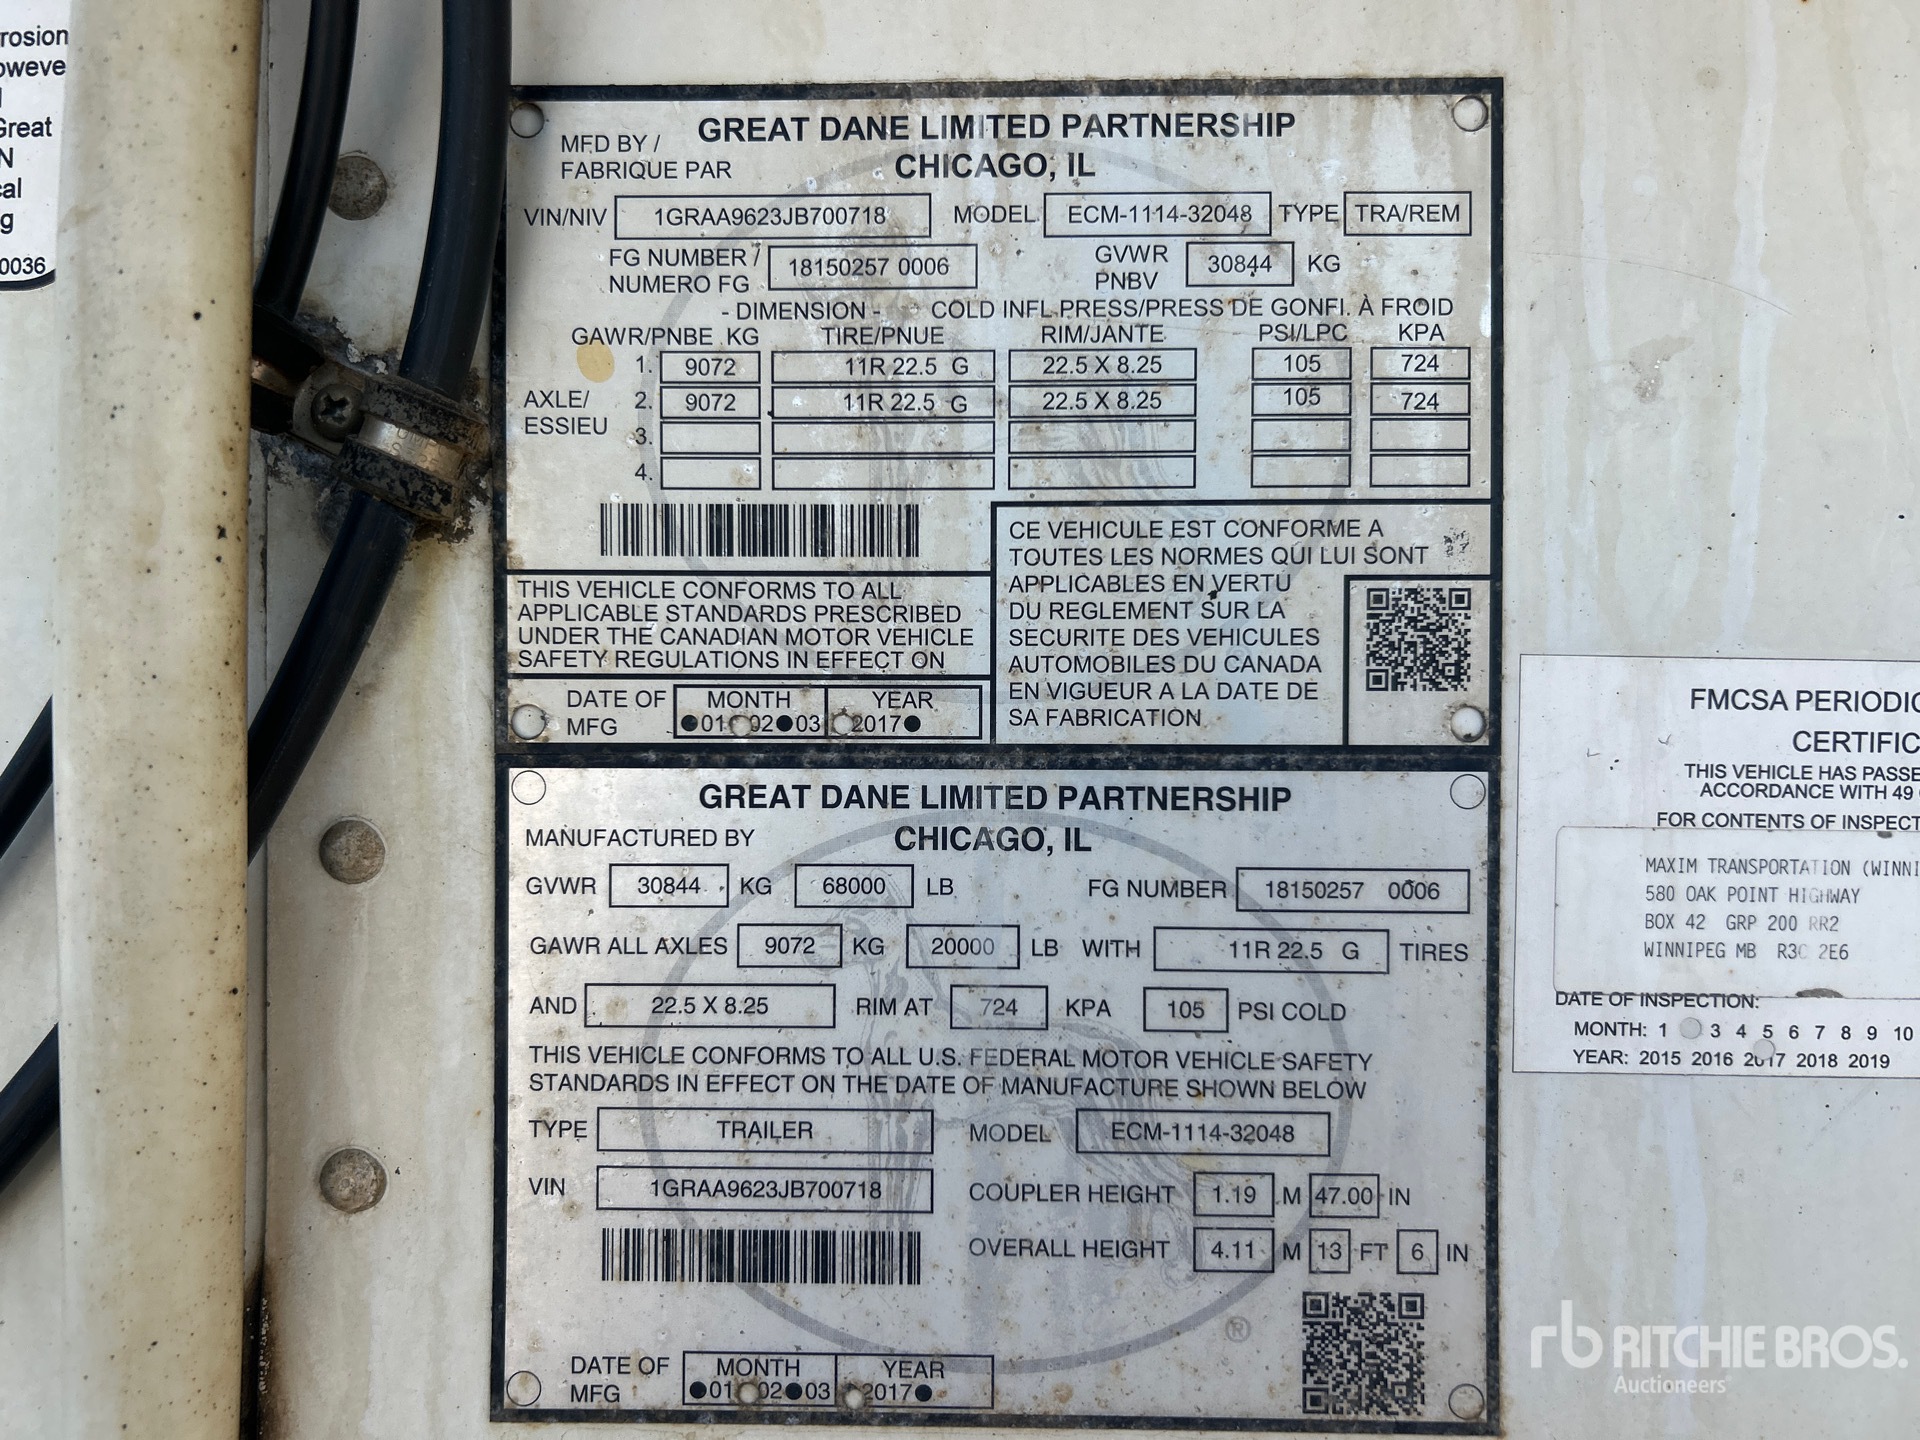 rosion
oweve
Great
N
cal
g
0036
MFD BY /
FABRIQUE PAR
GREAT DANE LIMITED PARTNERSHIP
CHICAGO, IL
VIN/NIV 1GRAA9623JB700718 MODEL ECM-1114-32048 TYPE TRA/REM
FG NUMBER /
NUMERO FG 18150257 0006
GVWR
PNBV 30844 KG
- DIMENSION - COLD INFL PRESS/PRESS DE GONFI. À FROID
GAWR/PNBE KG TIRE/PNUE RIM/JANTE PSI/LPC KPA
AXLE/
ESSIEU
1. 9072 11R 22.5 G 22.5 X 8.25 105 724
2. 9072 11R 22.5 G 22.5 X 8.25 105 724
3.
4.
THIS VEHICLE CONFORMS TO ALL
APPLICABLE STANDARDS PRESCRIBED
UNDER THE CANADIAN MOTOR VEHICLE
SAFETY REGULATIONS IN EFFECT ON
DATE OF
MFG
MONTH YEAR
●01 02●03 2017●
CE VEHICULE EST CONFORME A
TOUTES LES NORMES QUI LUI SONT
APPLICABLES EN VERTU
DU REGLEMENT SUR LA
SECURITE DES VEHICULES
AUTOMOBILES DU CANADA
EN VIGUEUR A LA DATE DE
SA FABRICATION
GREAT DANE LIMITED PARTNERSHIP
MANUFACTURED BY CHICAGO, IL
GVWR 30844 KG 68000 LB FG NUMBER 18150257 0006
GAWR ALL AXLES 9072 KG 20000 LB WITH 11R 22.5 G TIRES
AND 22.5 X 8.25 RIM AT 724 KPA 105 PSI COLD
THIS VEHICLE CONFORMS TO ALL U.S. FEDERAL MOTOR VEHICLE SAFETY
STANDARDS IN EFFECT ON THE DATE OF MANUFACTURE SHOWN BELOW
TYPE TRAILER MODEL ECM-1114-32048
VIN 1GRAA9623JB700718 COUPLER HEIGHT 1.19 M 47.00 IN
OVERALL HEIGHT 4.11 M 13 FT 6 IN
®
DATE OF
MFG
MONTH YEAR
●01 02●03 2017●
FMCSA PERIODIC
CERTIFIC
THIS VEHICLE HAS PASSE
ACCORDANCE WITH 49
FOR CONTENTS OF INSPECT
MAXIM TRANSPORTATION (WINNI
580 OAK POINT HIGHWAY
BOX 42 GRP 200 RR2
WINNIPEG MB R3C 2E6
DATE OF INSPECTION:
MONTH: 1 3 4 5 6 7 8 9 10
YEAR: 2015 2016 2017 2018 2019
rb RITCHIE BROS.
Auctioneers